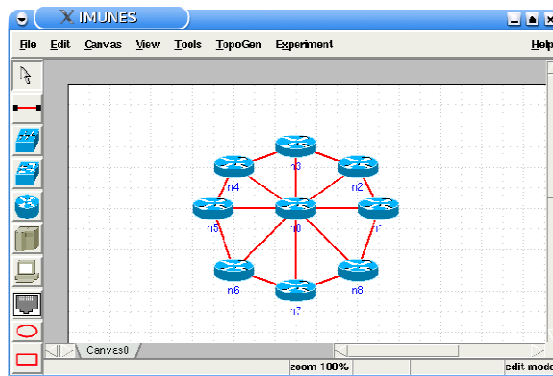 IMUNES
File Edit Canvas View Tools TopoGen Experiment Help
n3
n4 n2
n5 n0 n1
n6 n8
n7
Canvas0
zoom 100% edit mode